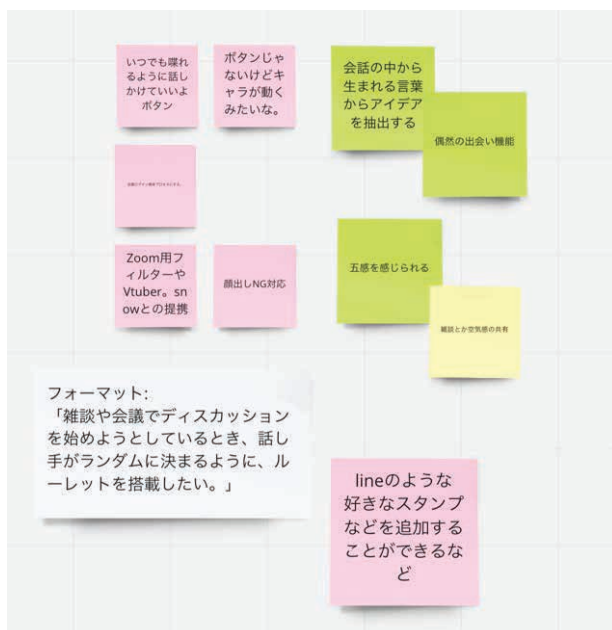 いつでも喋れ
るように話し
かけていいよ
ボタン
ボタンじゃ
ないけどキ
ャラが動く
みたいな。
会話の中から
生まれる言葉
からアイデア
を抽出する
偶然の出会い機能
Zoom用フ
ィルターや
Vtuber。sn
owとの提携
顔出しNG対応
五感を感じられる
雑談とか空気感の共有
フォーマット:
「雑談や会議でディスカッション
を始めようとしているとき、話し
手がランダムに決まるように、ル
ーレットを搭載したい。」
lineのような
好きなスタンプ
などを追加する
ことができるな
ど